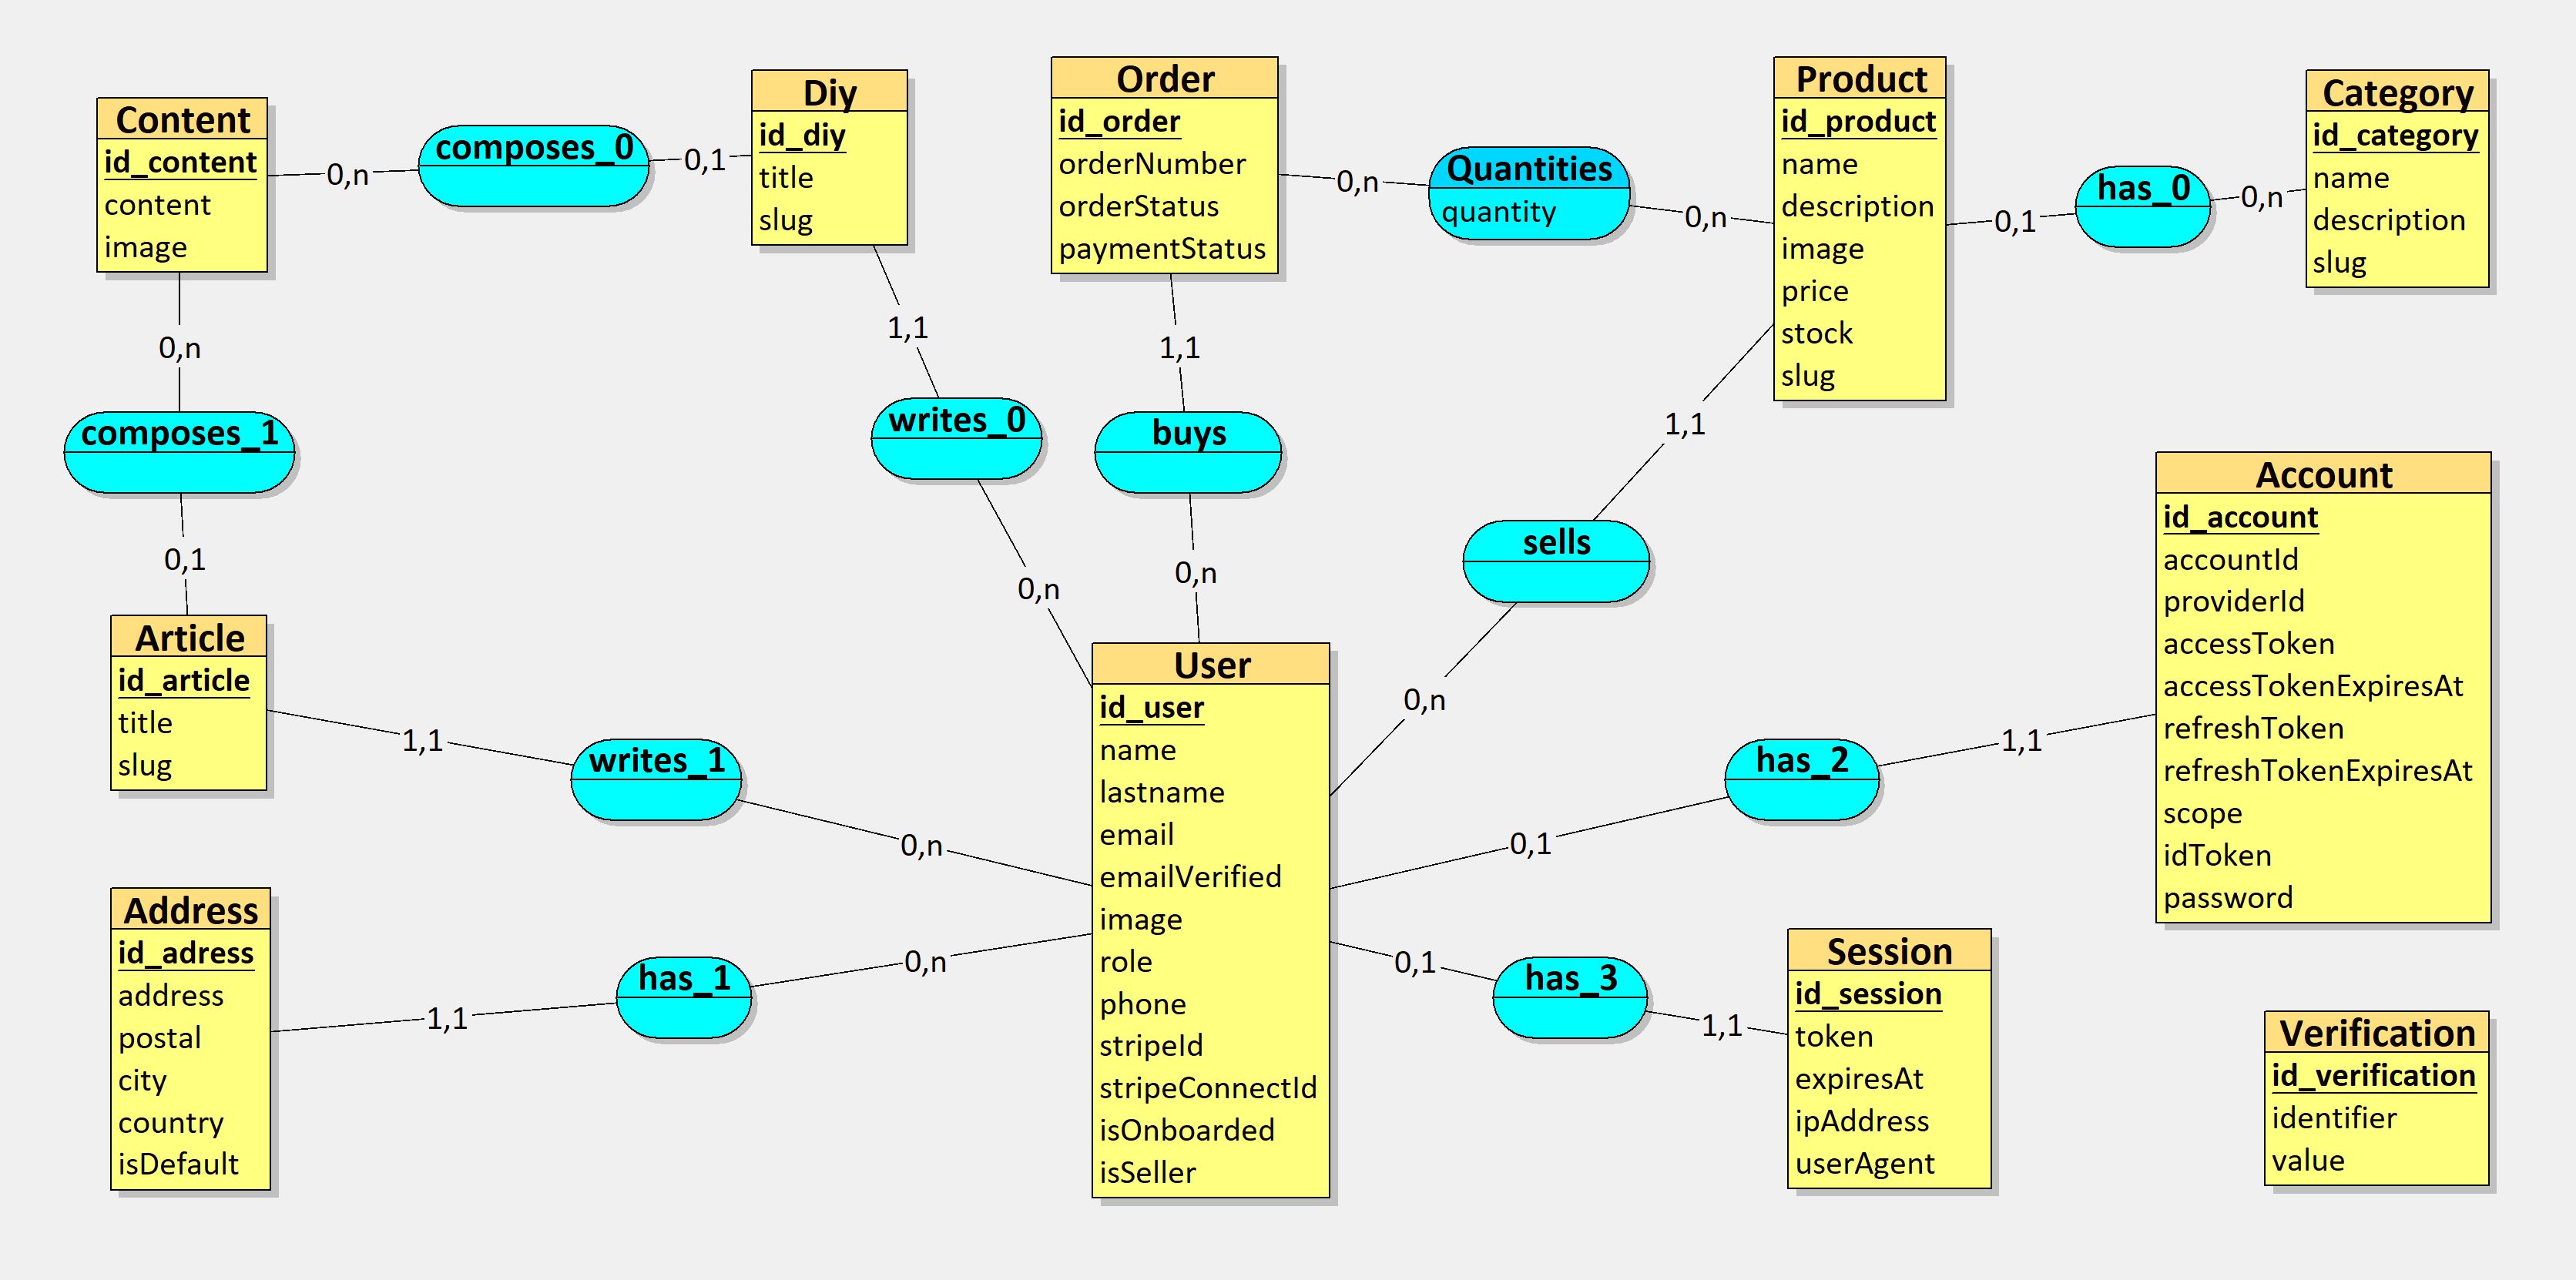 Content
id_content
content
image
0,n
composes_0
0,1
Diy
id_diy
title
slug
Order
id_order
orderNumber
orderStatus
paymentStatus
0,n
Quantities
quantity
0,n
Product
id_product
name
description
image
price
stock
slug
0,1
has_0
0,n
Category
id_category
name
description
slug
0,n
composes_1
0,1
1,1
writes_0
0,n
1,1
buys
0,n
1,1
sells
0,n
Article
id_article
title
slug
1,1
writes_1
0,n
User
id_user
name
lastname
email
emailVerified
image
role
phone
stripeId
stripeConnectId
isOnboarded
isSeller
0,1
has_2
1,1
Account
id_account
accountId
providerId
accessToken
accessTokenExpiresAt
refreshToken
refreshTokenExpiresAt
scope
idToken
password
Address
id_adress
address
postal
city
country
isDefault
1,1
has_1
0,n
0,1
has_3
1,1
Session
id_session
token
expiresAt
ipAddress
userAgent
Verification
id_verification
identifier
value